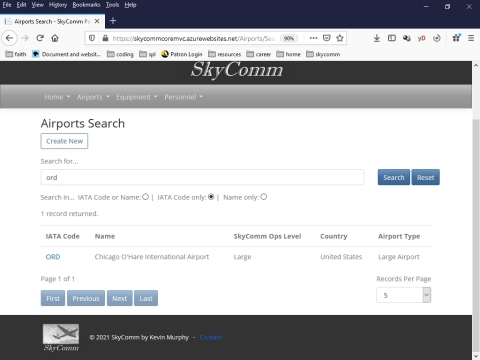 File Edit View History Bookmarks Tools Help
Airports Search - SkyComm Po
https://skycommcoremvc.azurewebsites.net/Airports/Sea 90%
faith Document and websit... coding spl Patron Login resources career home skycomm
SkyComm
Home Airports Equipment Personnel
Airports Search
Create New
Search for...
ord Search Reset
Search in... IATA Code or Name: | IATA Code only: | Name only:
1 record returned.
IATA Code Name SkyComm Ops Level Country Airport Type
ORD Chicago O'Hare International Airport Large United States Large Airport
Page 1 of 1 Records Per Page
First Previous Next Last 5
SkyComm © 2021 SkyComm by Kevin Murphy - Contact